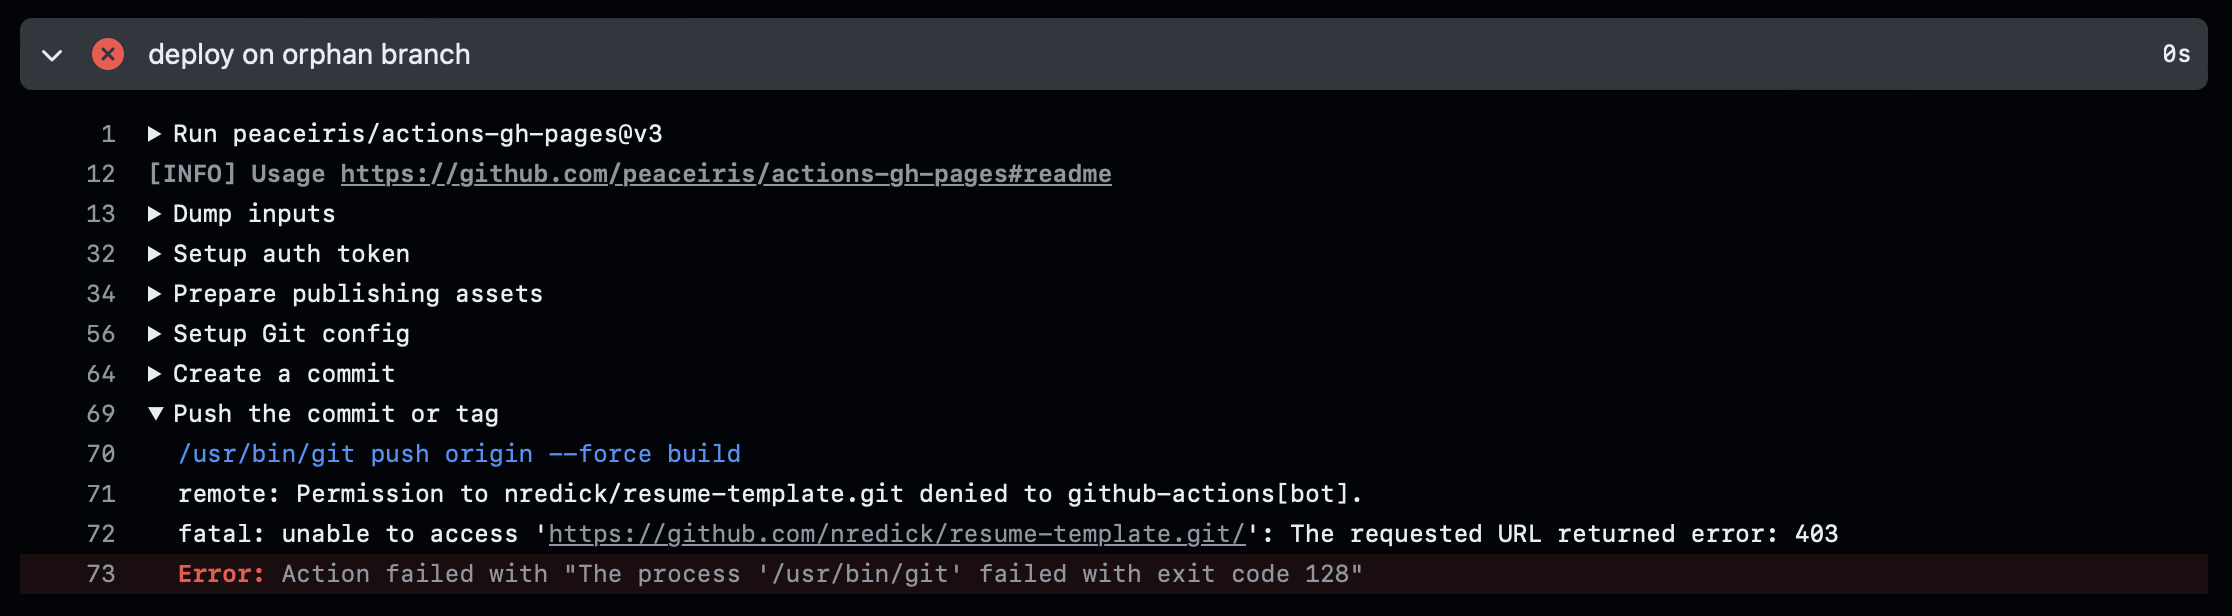 deploy on orphan branch 0s
1 Run peaceiris/actions-gh-pages@v3
12 [INFO] Usage https://github.com/peaceiris/actions-gh-pages#readme
13 Dump inputs
32 Setup auth token
34 Prepare publishing assets
56 Setup Git config
64 Create a commit
69 Push the commit or tag
70 /usr/bin/git push origin --force build
71 remote: Permission to nredick/resume-template.git denied to github-actions[bot].
72 fatal: unable to access 'https://github.com/nredick/resume-template.git/': The requested URL returned error: 403
73 Error: Action failed with "The process '/usr/bin/git' failed with exit code 128"